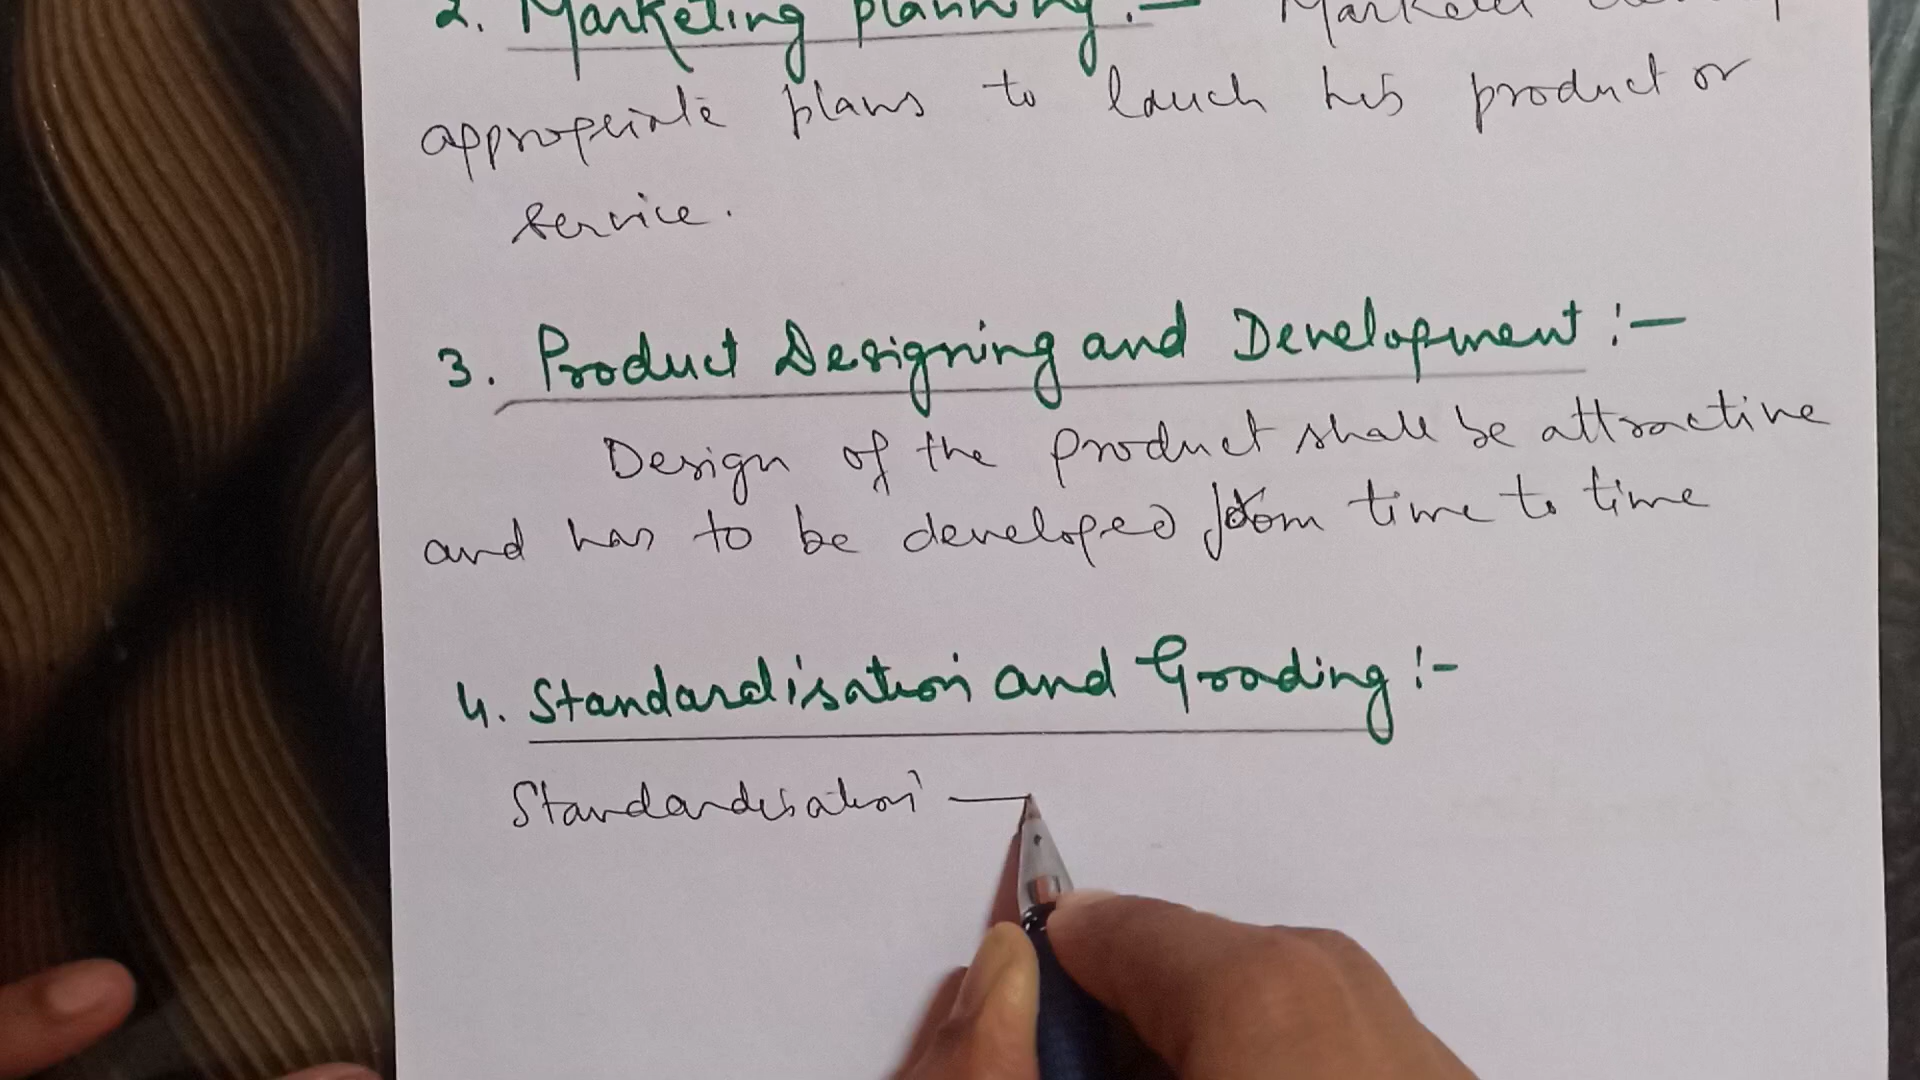 2. Marketing planning :-
appropriate plans to lauch his product or
service.
3. Product Designing and Development :-
Design of the product shall be attractive
and has to be developed from time to time
4. Standardisation and Grading :-
Standardisation —